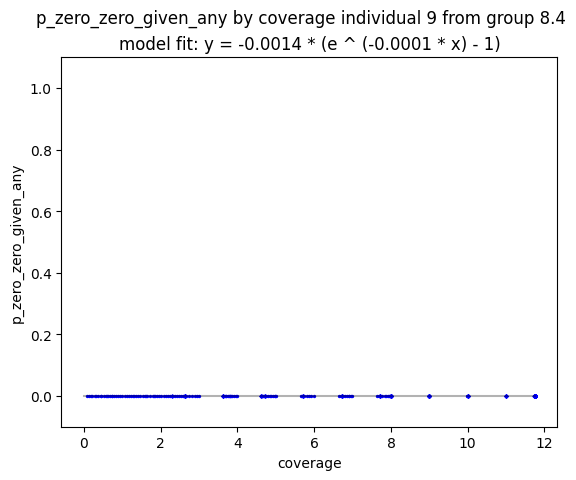 p_zero_zero_given_any by coverage individual 9 from group 8.4
model fit: y = -0.0014 * (e ^ (-0.0001 * x) - 1)
1.0
0.8
0.6
0.4
0.2
0.0
p_zero_zero_given_any
0 2 4 6 8 10 12
coverage